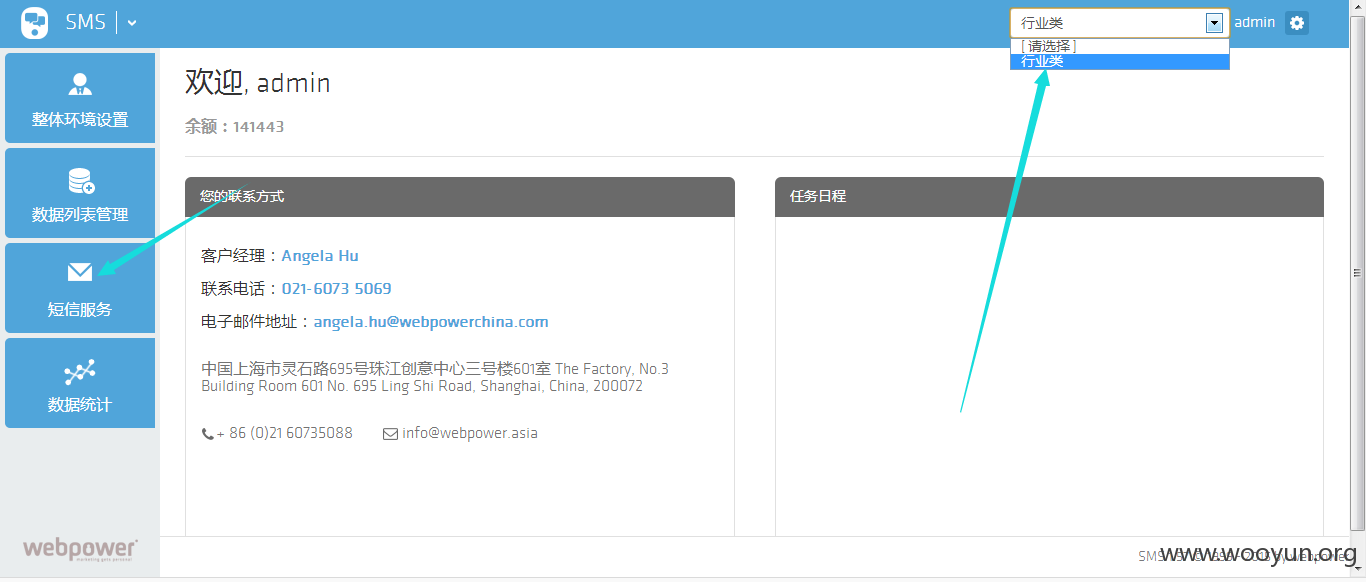 SMS
行业类
admin
[ 请选择 ]
行业类
整体环境设置
数据列表管理
短信服务
数据统计
欢迎, admin
余额：141443
您的联系方式
客户经理：Angela Hu
联系电话：021-6073 5069
电子邮件地址：angela.hu@webpowerchina.com
中国上海市灵石路695号珠江创意中心三号楼601室 The Factory, No.3
Building Room 601 No. 695 Ling Shi Road, Shanghai, China, 200072
+ 86 (0)21 60735088
info@webpower.asia
任务日程
webpower
marketing gets personal
SMS
www.wooyun.org